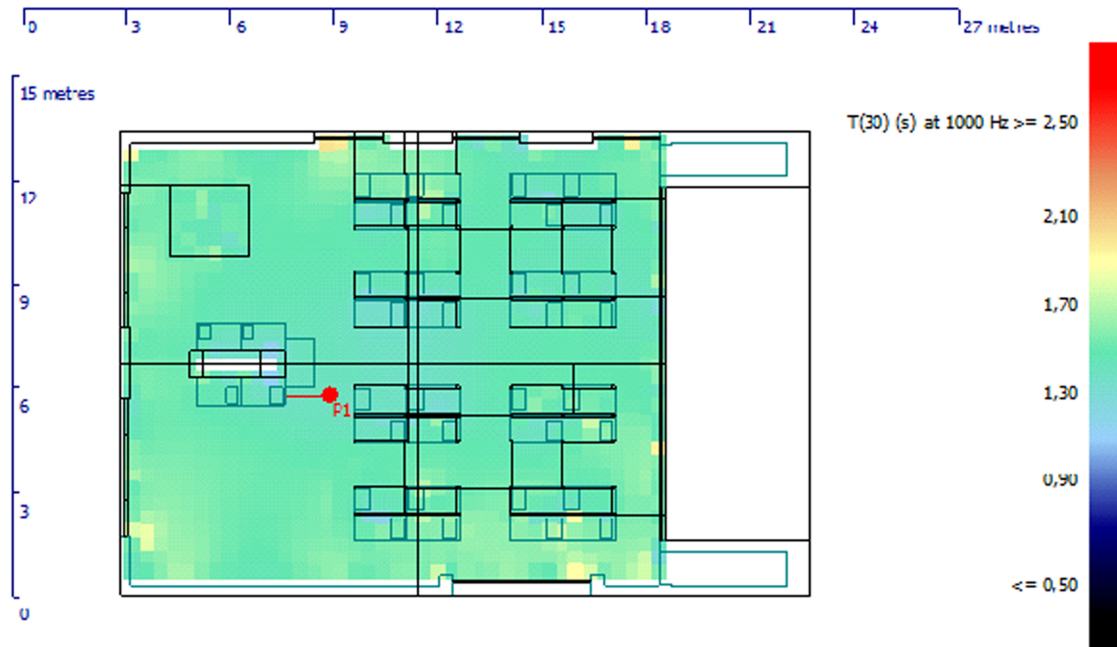 0 3 6 9 12 15 18 21 24 27 metres
15 metres
T(30) (s) at 1000 Hz >= 2,50
12
2,10
9
1,70
6
P1
1,30
3
0,90
0
<= 0,50